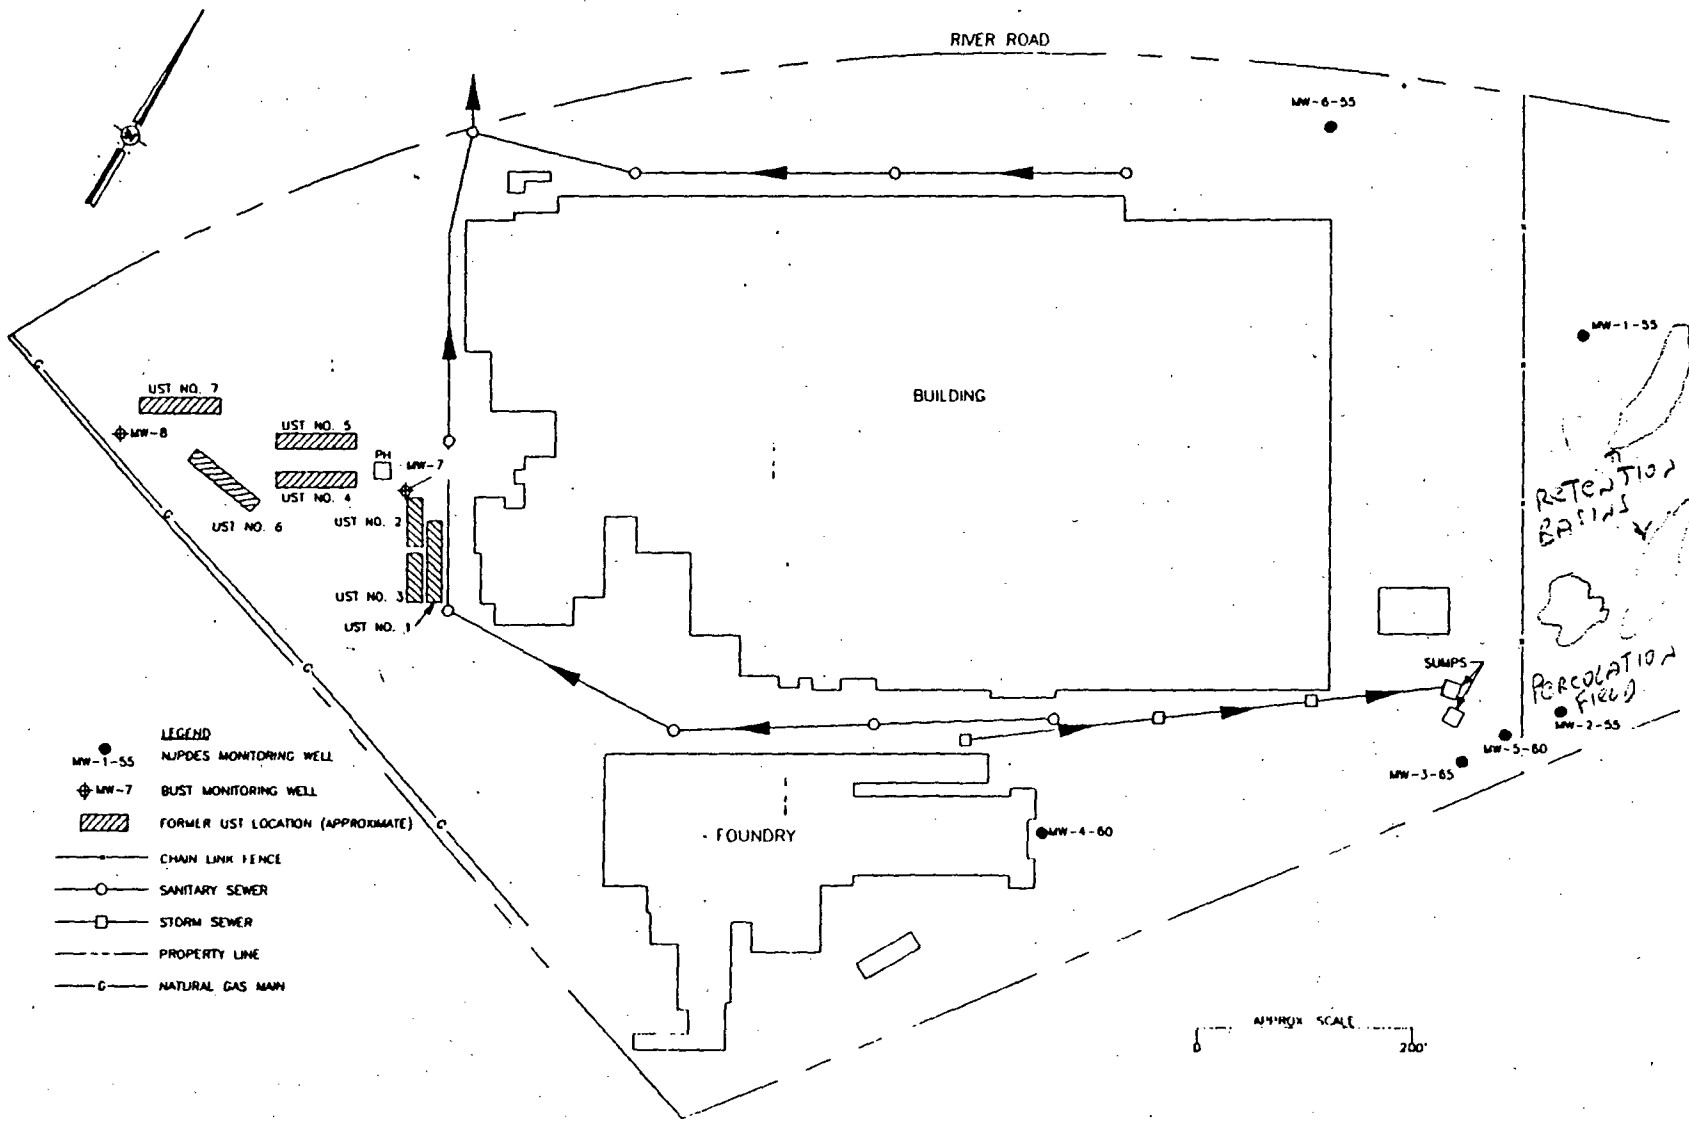 RIVER ROAD
MW-6-55
MW-1-55
UST NO. 7
MW-8
UST NO. 5
UST NO. 4
UST NO. 6
PH
MW-7
UST NO. 2
UST NO. 3
UST NO. 1
BUILDING
RETENTION
BASINS
SUMPS
PERCOLATION
FIELD
MW-2-55
MW-5-60
MW-3-65
FOUNDRY
MW-4-60
LEGEND
MW-1-55 NJPDES MONITORING WELL
MW-7 BUST MONITORING WELL
FORMER UST LOCATION (APPROXIMATE)
CHAIN LINK FENCE
SANITARY SEWER
STORM SEWER
PROPERTY LINE
G NATURAL GAS MAIN
G
G
G
G
APPROX SCALE
0 200'